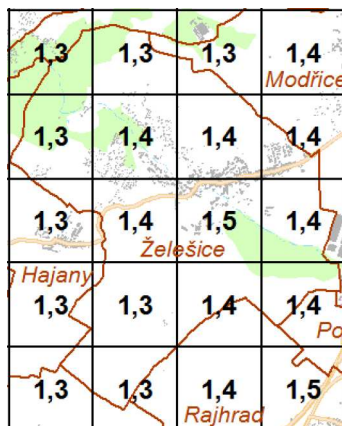 1,3 1,3 1,3 1,4
Modřice
1,3 1,4 1,4 1,4
1,3 1,4 1,5 1,4
Želešice
Hajany
1,3 1,3 1,4 1,4
Po
1,3 1,3 1,4 1,5
Rajhrad